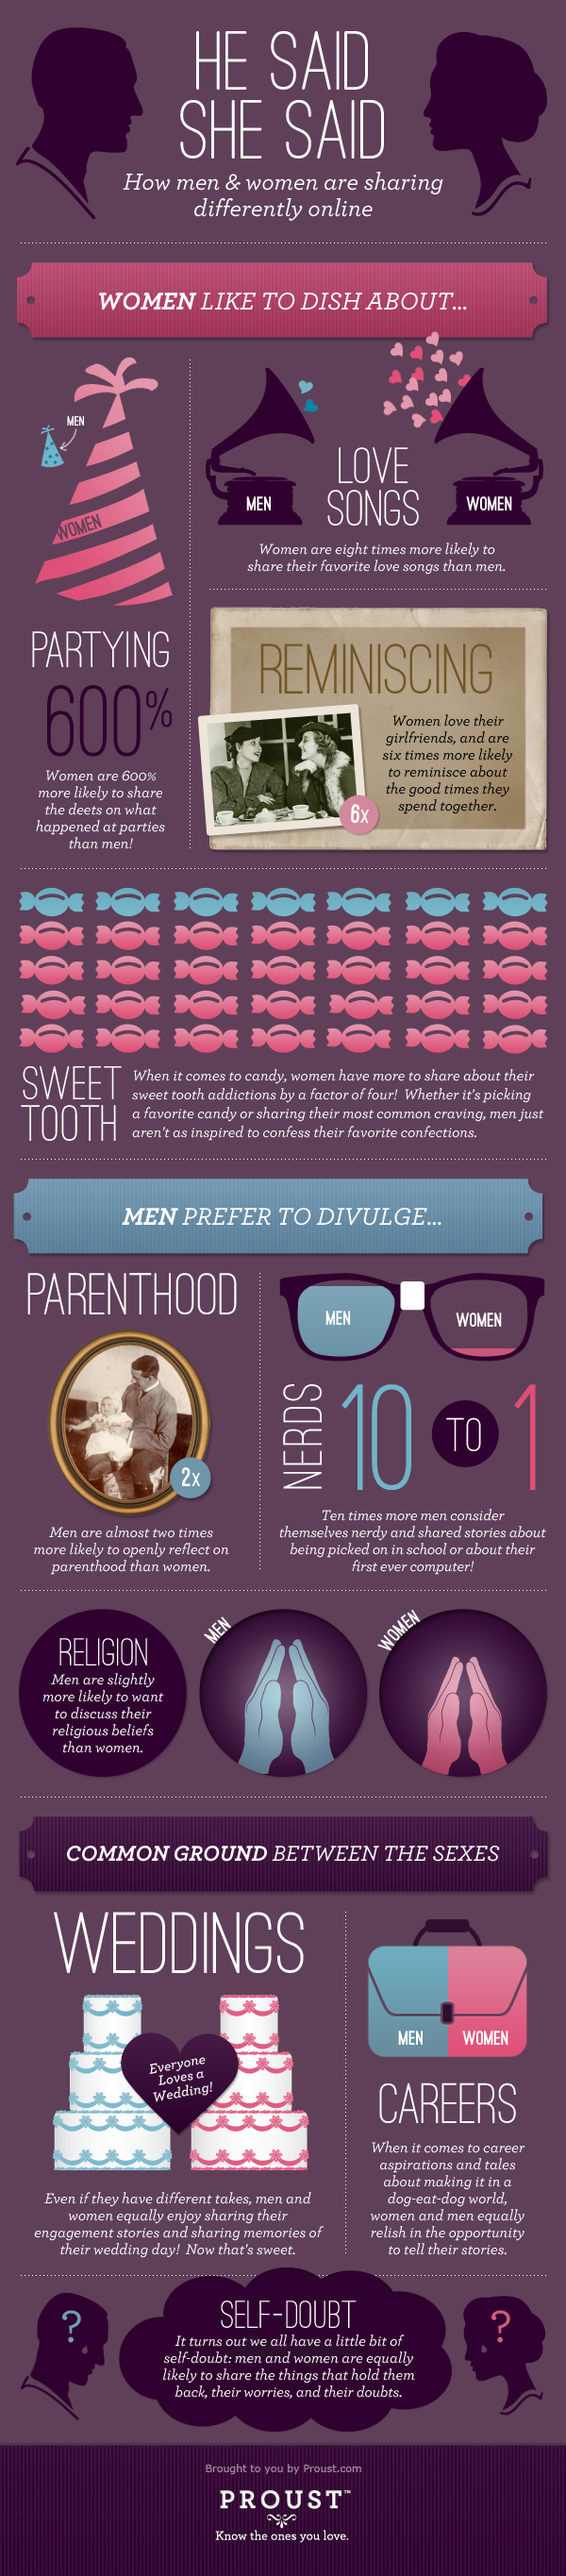 HE SAID
SHE SAID
How men & women are sharing
differently online
WOMEN LIKE TO DISH ABOUT...
MEN
WOMEN
PARTYING
600%
Women are 600%
more likely to share
the deets on what
happened at parties
than men!
MEN
LOVE
SONGS
WOMEN
Women are eight times more likely to
share their favorite love songs than men.
REMINISCING
Women love their
girlfriends, and are
six times more likely
to reminisce about
the good times they
spend together.
6x
SWEET
TOOTH
When it comes to candy, women have more to share about their
sweet tooth addictions by a factor of four! Whether it's picking
a favorite candy or sharing their most common craving, men just
aren't as inspired to confess their favorite confections.
MEN PREFER TO DIVULGE...
PARENTHOOD
2x
Men are almost two times
more likely to openly reflect on
parenthood than women.
MEN
WOMEN
NERDS
10 TO 1
Ten times more men consider
themselves nerdy and shared stories about
being picked on in school or about their
first ever computer!
RELIGION
Men are slightly
more likely to want
to discuss their
religious beliefs
than women.
MEN
WOMEN
COMMON GROUND BETWEEN THE SEXES
WEDDINGS
Everyone
Loves a
Wedding!
Even if they have different takes, men and
women equally enjoy sharing their
engagement stories and sharing memories of
their wedding day! Now that's sweet.
MEN
WOMEN
CAREERS
When it comes to career
aspirations and tales
about making it in a
dog-eat-dog world,
women and men equally
relish in the opportunity
to tell their stories.
?
SELF-DOUBT
It turns out we all have a little bit of
self-doubt: men and women are equally
likely to share the things that hold them
back, their worries, and their doubts.
?
Brought to you by Proust.com
PROUST™
Know the ones you love.